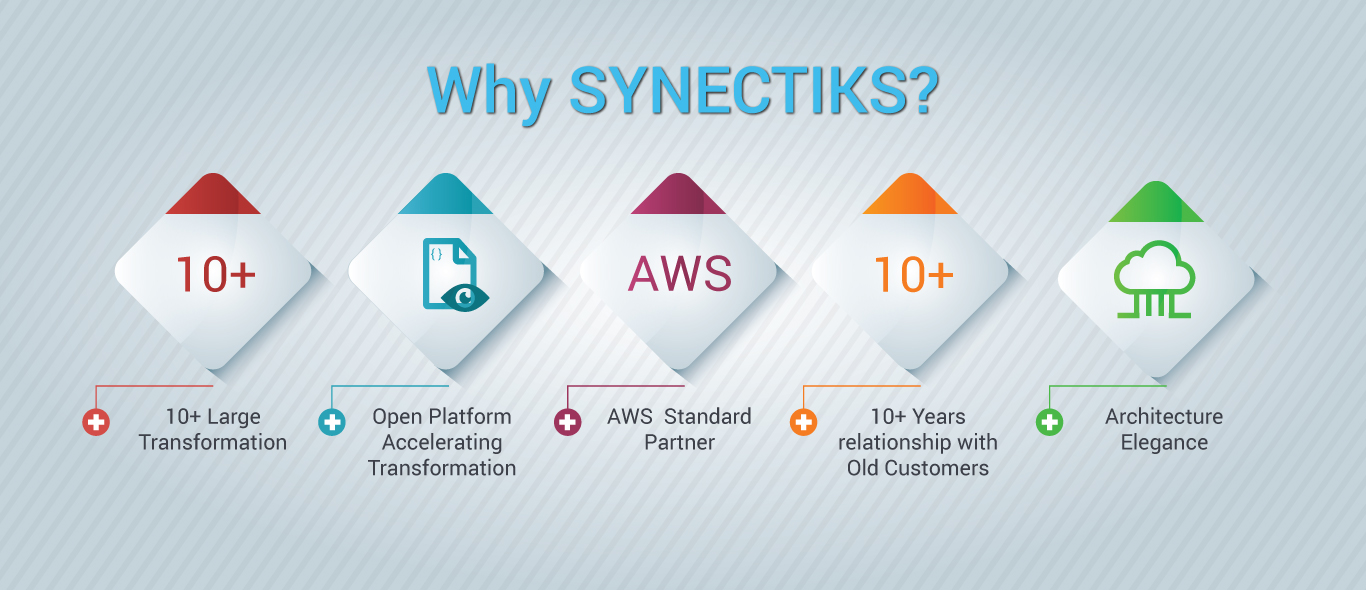 Why SYNECTIKS?
10+
{}
AWS
10+
10+ Large
Transformation
Open Platform
Accelerating
Transformation
AWS  Standard
Partner
10+ Years
relationship with
Old Customers
Architecture
Elegance